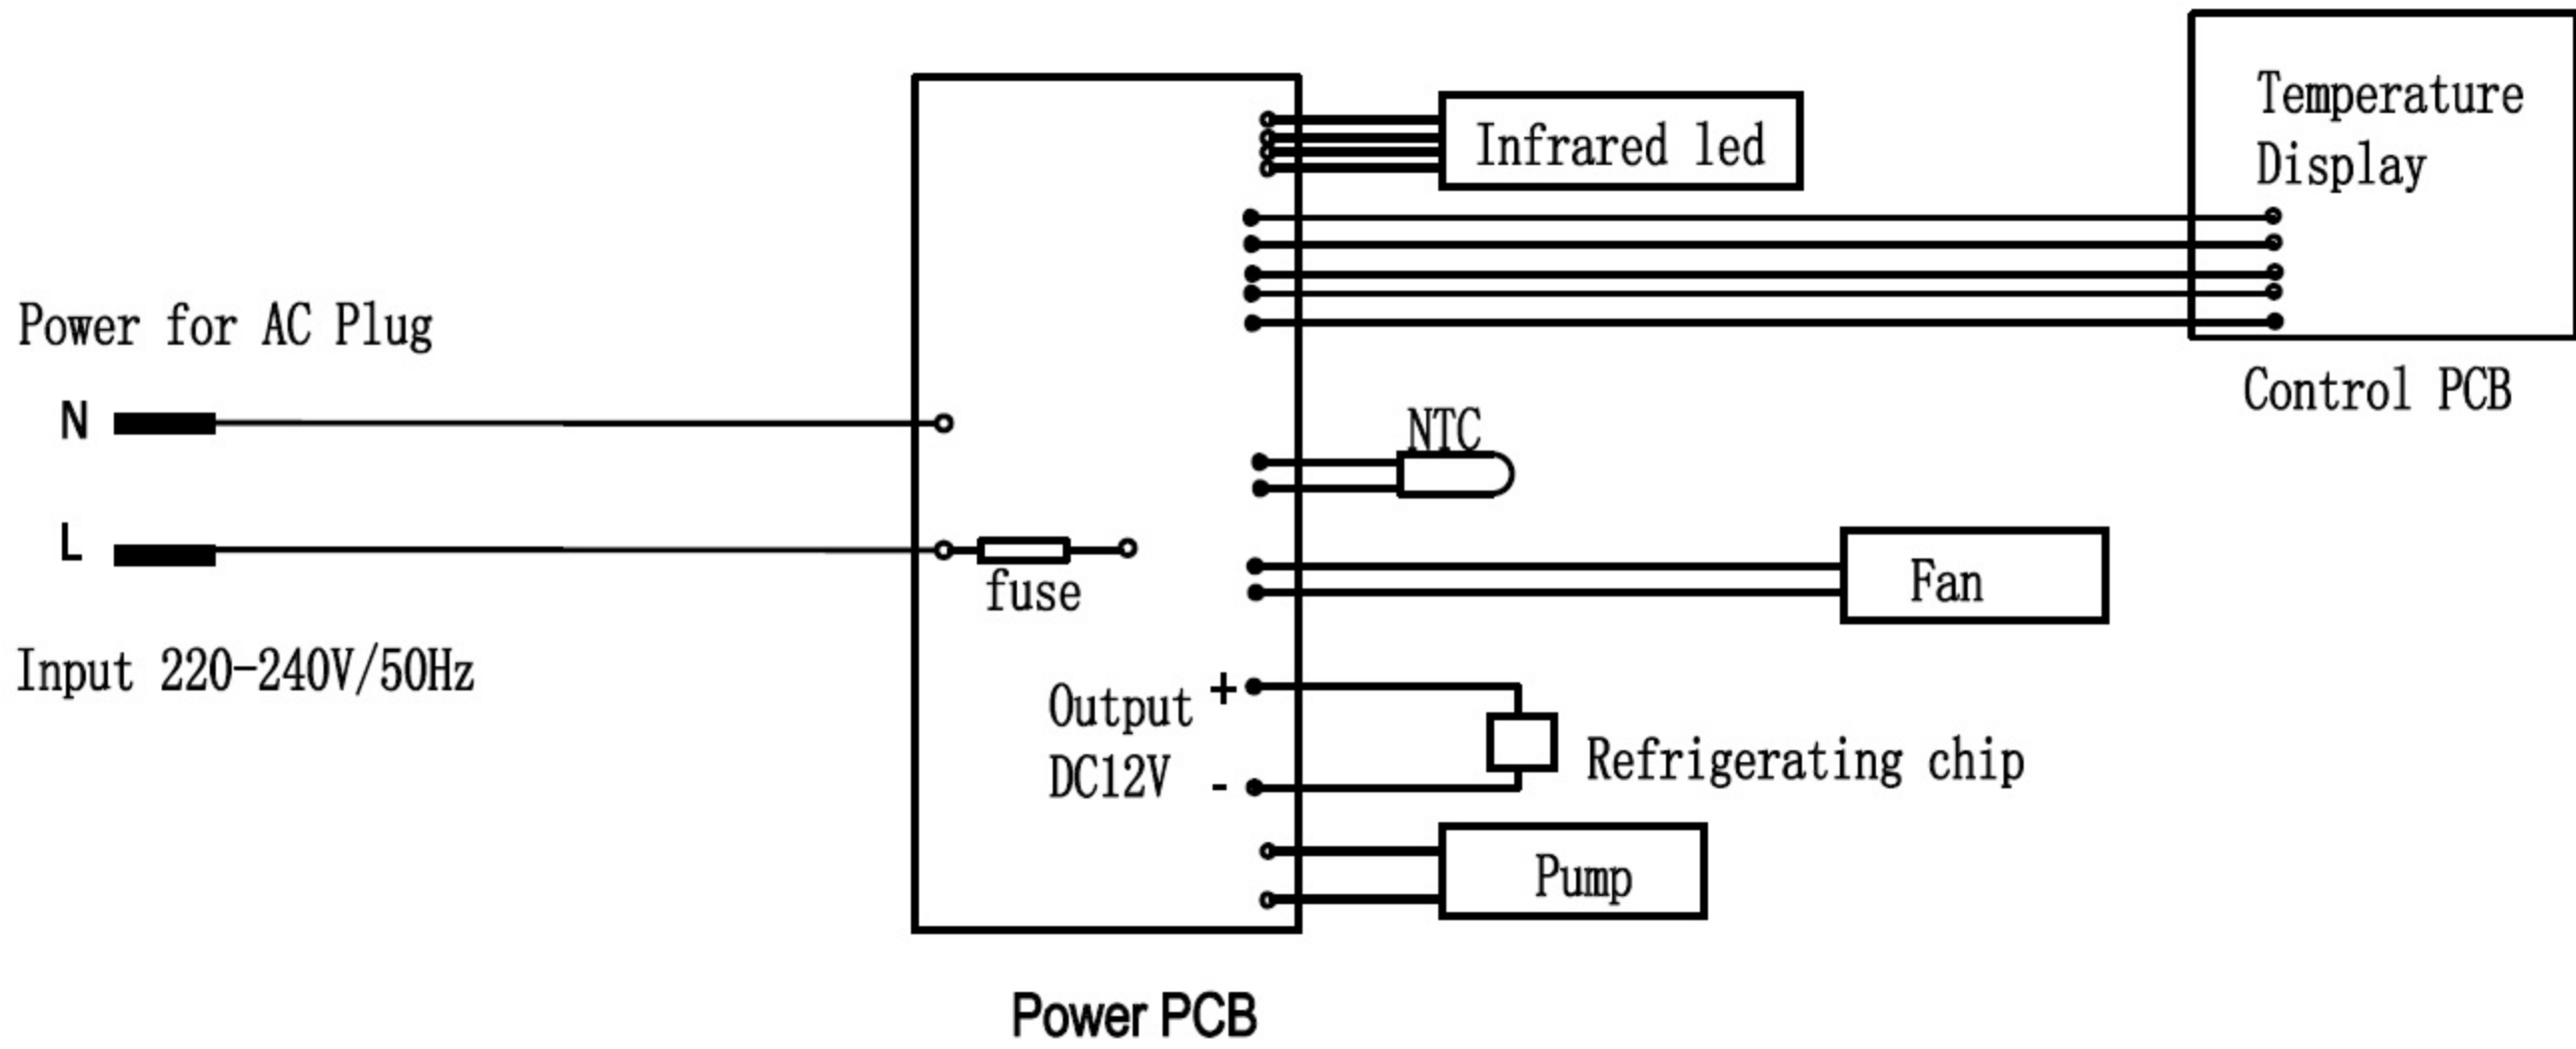 Temperature
Display
Infrared led
Power for AC Plug
Control PCB
N
NTC
L
fuse
Fan
Input 220-240V/50Hz
Output +
DC12V -
Refrigerating chip
Pump
Power PCB